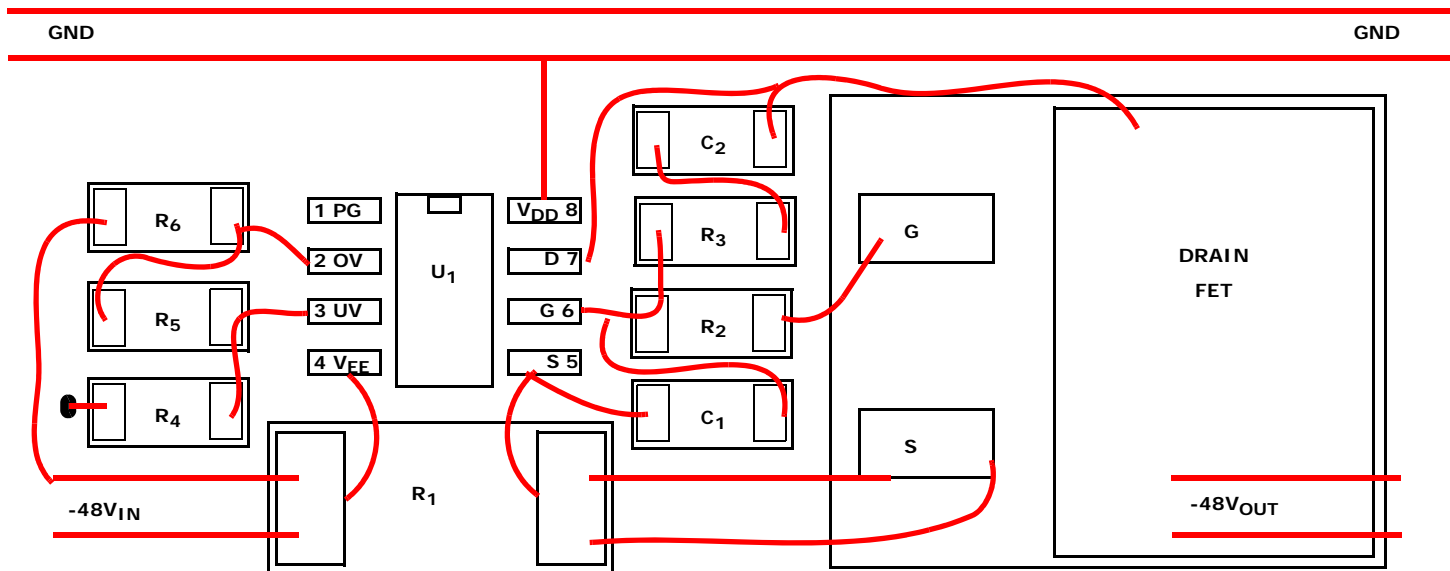 GND GND
C2
R6 1 PG VDD 8
R3 G
U1
2 OV D 7 DRAIN
FET
R5 3 UV G 6 R2
4 VEE S 5
R4 C1
S
R1
-48VIN -48VOUT